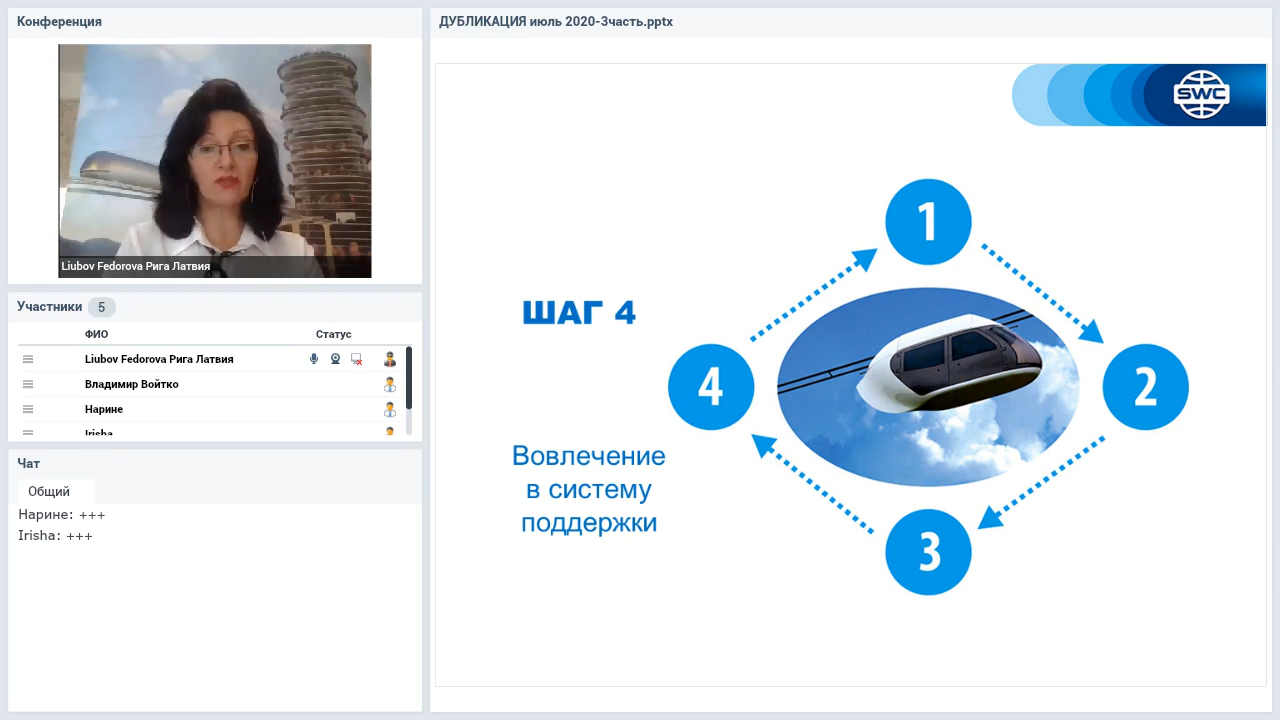 Конференция
Liubov Fedorova Рига Латвия
Участники 5
ФИО Статус
Liubov Fedorova Рига Латвия
Владимир Войтко
Нарине
Irisha
Чат
Общий
Нарине: +++
Irisha: +++
ДУБЛИКАЦИЯ июль 2020-3часть.pptx
SWC
1
ШАГ 4
4
2
Вовлечение
в систему
поддержки
3